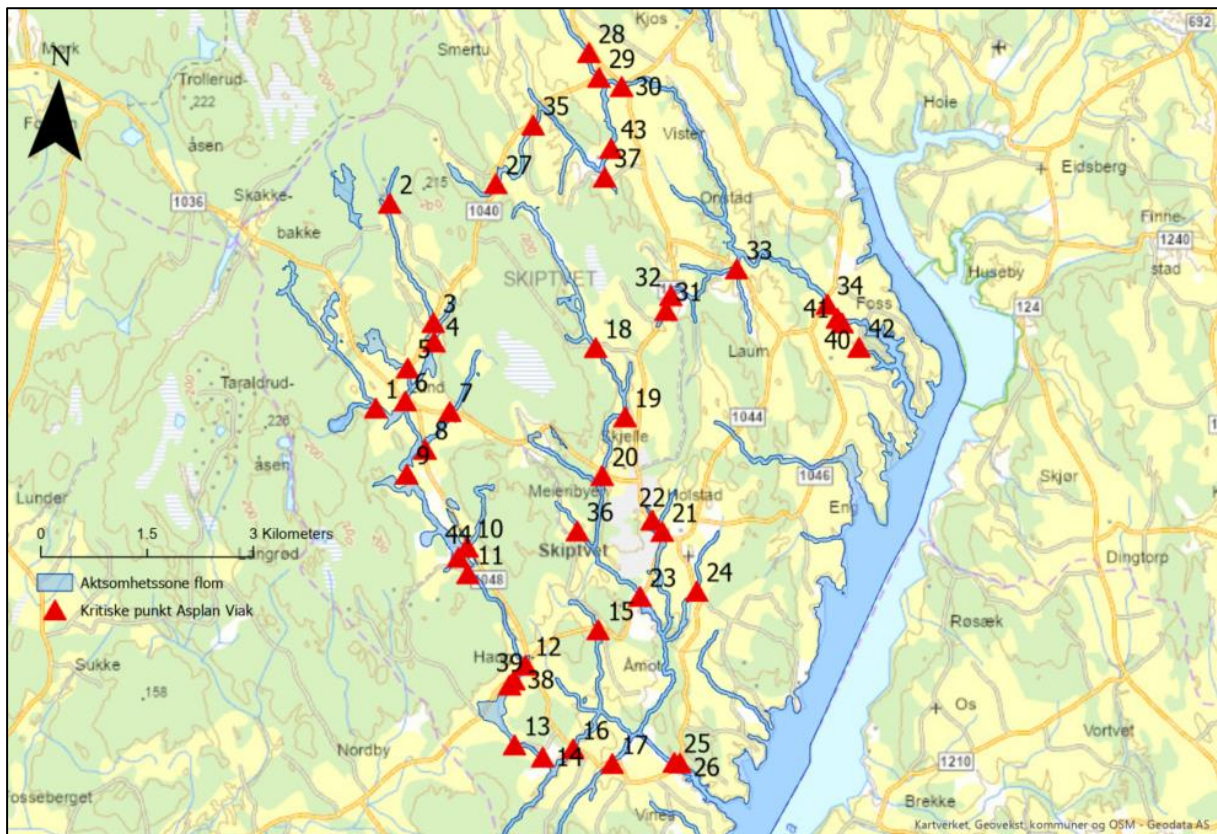 28
Kjos
692
Mørk
N
Smertu
29
30
Trollerud-
222
åsen
Hoie
35
Vister
43
37
Eidsberg
27
2
215
1040
1036
Skakke-
bakke
Onstad
Finne-
stad
1240
SKIPTVET
200
33
Huseby
124
32
31
34
Foss
3
4
41
42
18
40
Laum
5
6
Taraldrud-
226
åsen
1
7
1044
19
8
Skjelle
9
20
1046
Skjør
Lunder
Meieribyen
22
Holstad
21
Eng
0
1.5
3 Kilometers
36
44
10
Skiptvet
Langrød
11
1048
Dingtorp
Aktsomhetssone flom
23
24
Kritiske punkt Asplan Viak
15
Røsæk
Sukke
158
12
39
38
Åmot
Os
13
16
Nordby
14
17
25
26
Vortvet
1210
Brekke
Vines
Kartverket, Geovekst, kommuner og OSM - Geodata AS